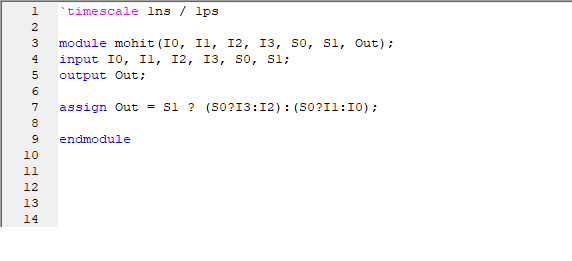 1 `timescale 1ns / 1ps
2
3 module mohit(I0, I1, I2, I3, S0, S1, Out);
4 input I0, I1, I2, I3, S0, S1;
5 output Out;
6
7 assign Out = S1 ? (S0?I3:I2):(S0?I1:I0);
8
9 endmodule
10
11
12
13
14